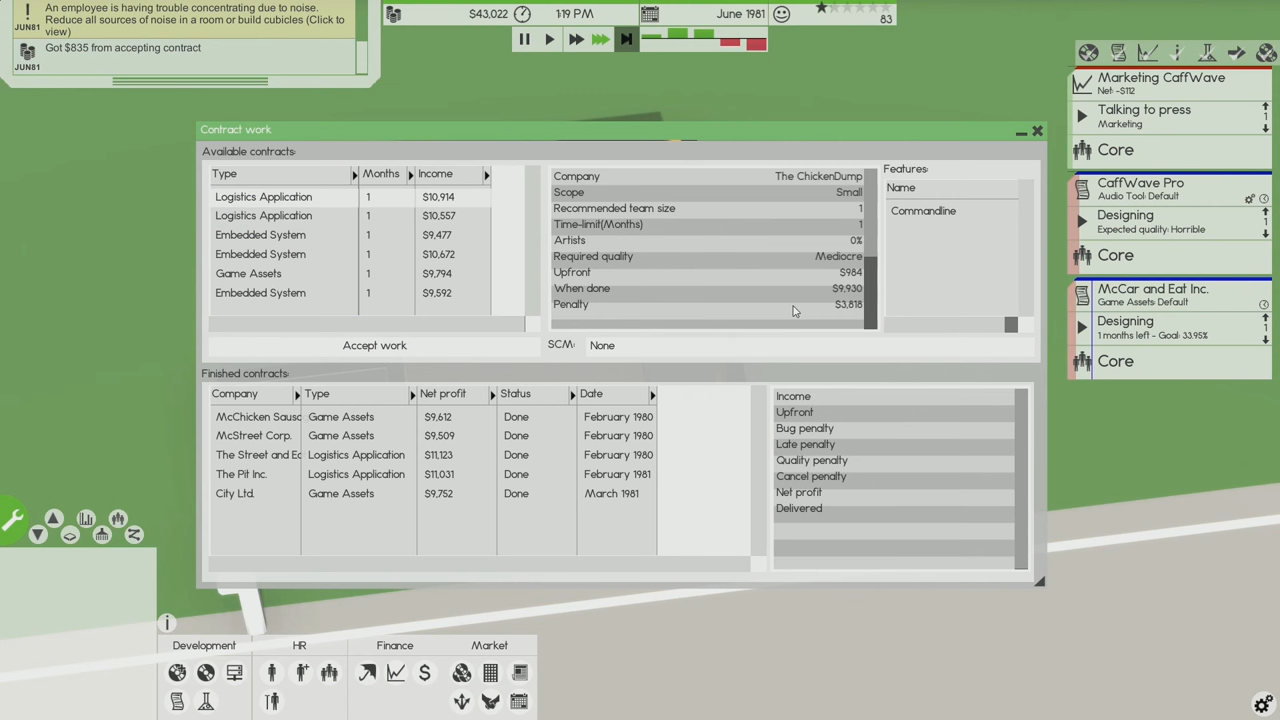 An employee is having trouble concentrating due to noise.
Reduce all sources of noise in a room or build cubicles (Click to
view)
JUN81
Got $835 from accepting contract
JUN81
$43,022
1:19 PM
June 1981
83
Marketing CaffWave
Net: -$112
Talking to press
Marketing
1
Core
CaffWave Pro
Audio Tool: Default
Designing
Expected quality: Horrible
1
Core
McCar and Eat Inc.
Game Assets: Default
Designing
1 months left - Goal: 33.95%
1
Core
Contract work
Available contracts:
Type Months Income
Logistics Application 1 $10,914
Logistics Application 1 $10,557
Embedded System 1 $9,477
Embedded System 1 $10,672
Game Assets 1 $9,794
Embedded System 1 $9,592
Accept work
Company The ChickenDump
Scope Small
Recommended team size 1
Time-limit(Months) 1
Artists 0%
Required quality Mediocre
Upfront $984
When done $9,930
Penalty $3,818
SCM: None
Features:
Name
Commandline
Finished contracts:
Company Type Net profit Status Date
McChicken Sausc Game Assets $9,612 Done February 1980
McStreet Corp. Game Assets $9,509 Done February 1980
The Street and Ec Logistics Application $11,123 Done February 1980
The Pit Inc. Logistics Application $11,031 Done February 1981
City Ltd. Game Assets $9,752 Done March 1981
Income
Upfront
Bug penalty
Late penalty
Quality penalty
Cancel penalty
Net profit
Delivered
Development HR Finance Market